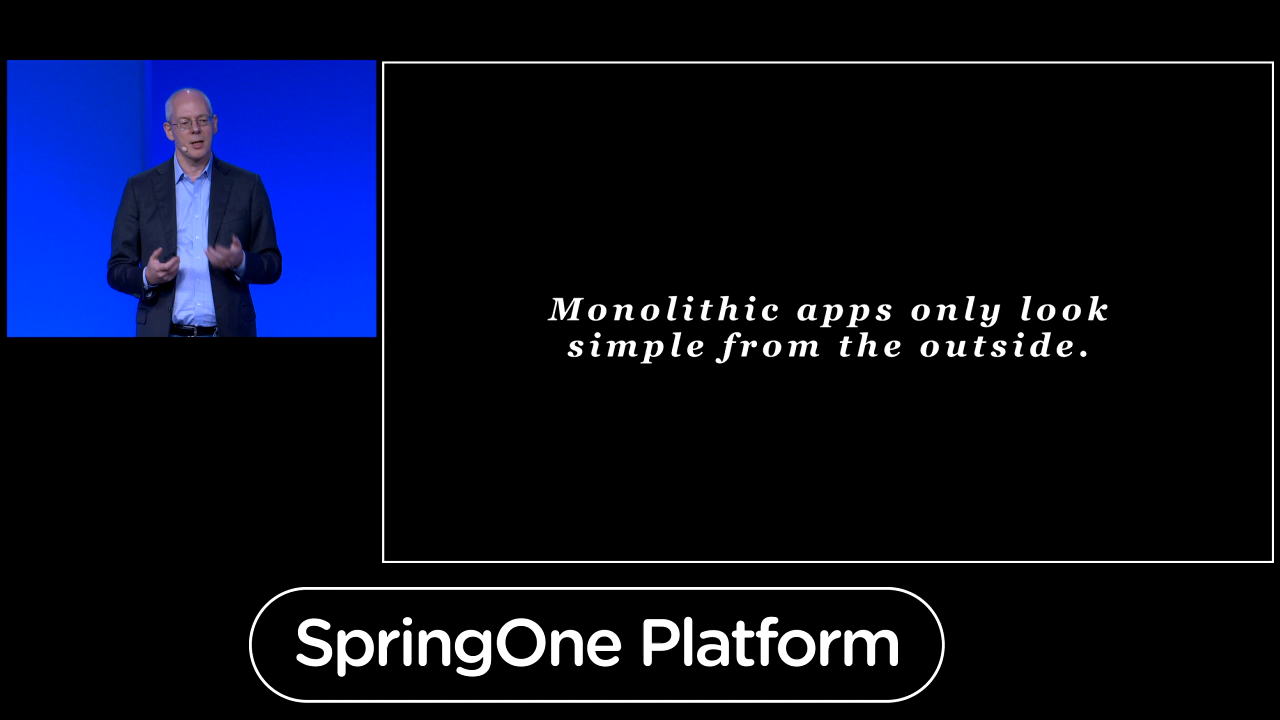 Monolithic apps only look
simple from the outside.
SpringOne Platform